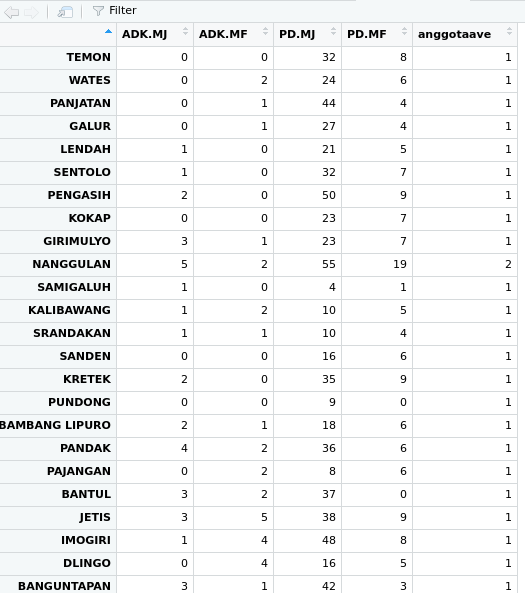 Filter
ADK.MJ ADK.MF PD.MJ PD.MF anggotaave
TEMON 0 0 32 8 1
WATES 0 2 24 6 1
PANJATAN 0 1 44 4 1
GALUR 0 1 27 4 1
LENDAH 1 0 21 5 1
SENTOLO 1 0 32 7 1
PENGASIH 2 0 50 9 1
KOKAP 0 0 23 7 1
GIRIMULYO 3 1 23 7 1
NANGGULAN 5 2 55 19 2
SAMIGALUH 1 0 4 1 1
KALIBAWANG 1 2 10 5 1
SRANDAKAN 1 1 10 4 1
SANDEN 0 0 16 6 1
KRETEK 2 0 35 9 1
PUNDONG 0 0 9 0 1
BAMBANG LIPURO 2 1 18 6 1
PANDAK 4 2 36 6 1
PAJANGAN 0 2 8 6 1
BANTUL 3 2 37 0 1
JETIS 3 5 38 9 1
IMOGIRI 1 4 48 8 1
DLINGO 0 4 16 5 1
BANGUNTAPAN 3 1 42 3 1